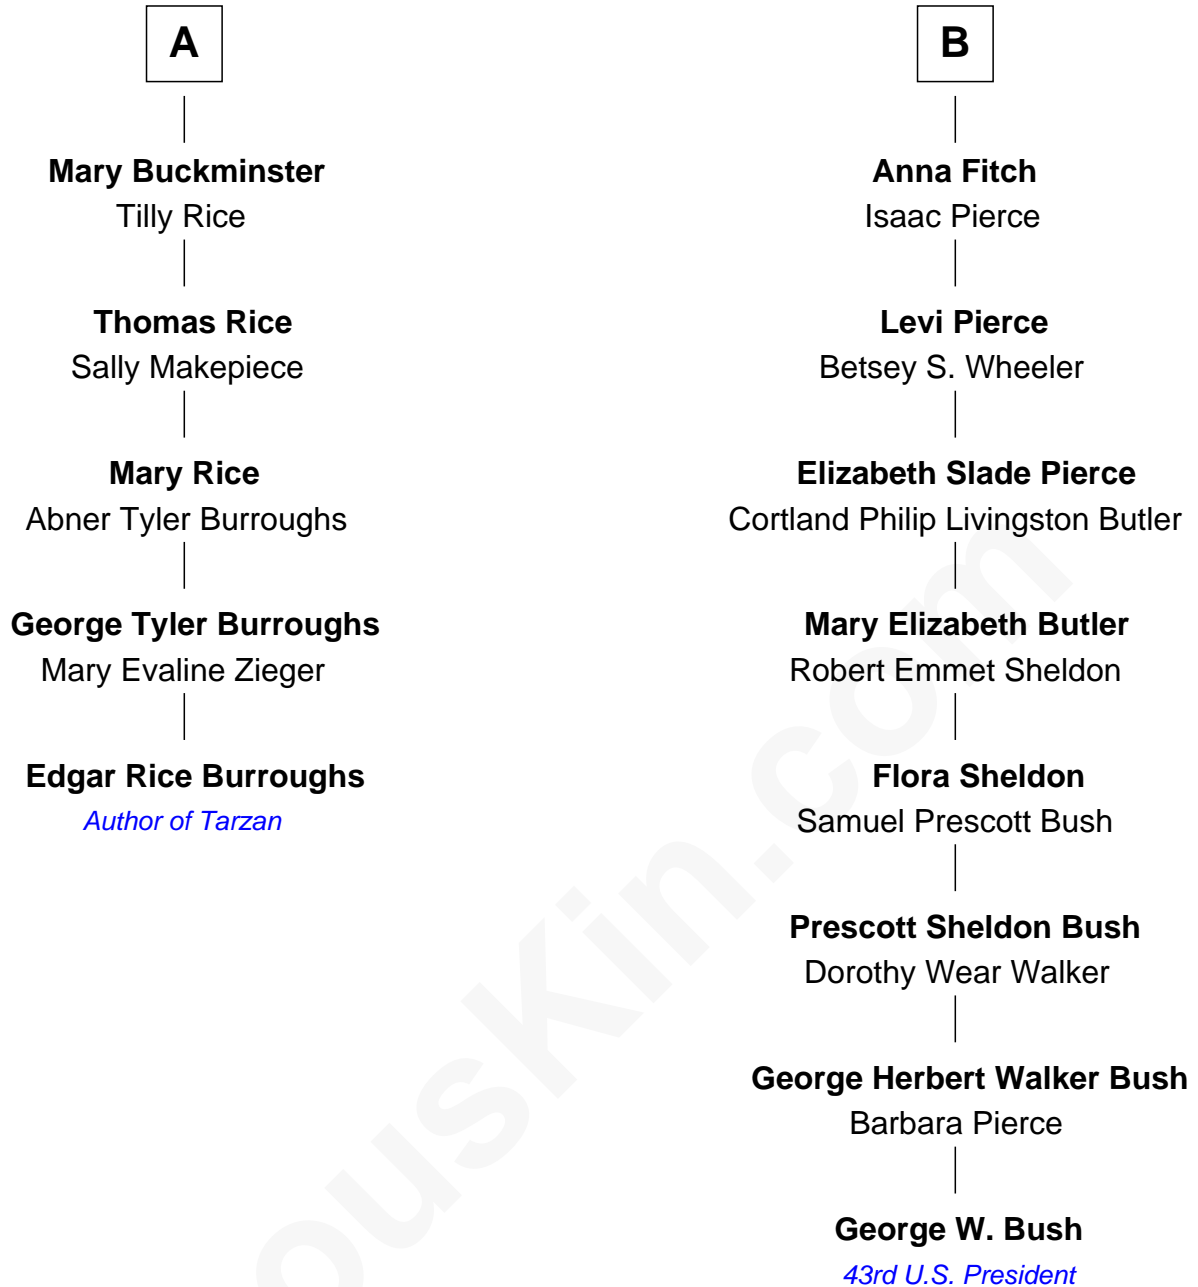 A
Mary Buckminster
Tilly Rice
Thomas Rice
Sally Makepiece
Mary Rice
Abner Tyler Burroughs
George Tyler Burroughs
Mary Evaline Zieger
Edgar Rice Burroughs
Author of Tarzan
B
Anna Fitch
Isaac Pierce
Levi Pierce
Betsey S. Wheeler
Elizabeth Slade Pierce
Cortland Philip Livingston Butler
Mary Elizabeth Butler
Robert Emmet Sheldon
Flora Sheldon
Samuel Prescott Bush
Prescott Sheldon Bush
Dorothy Wear Walker
George Herbert Walker Bush
Barbara Pierce
George W. Bush
43rd U.S. President
ousKin.com